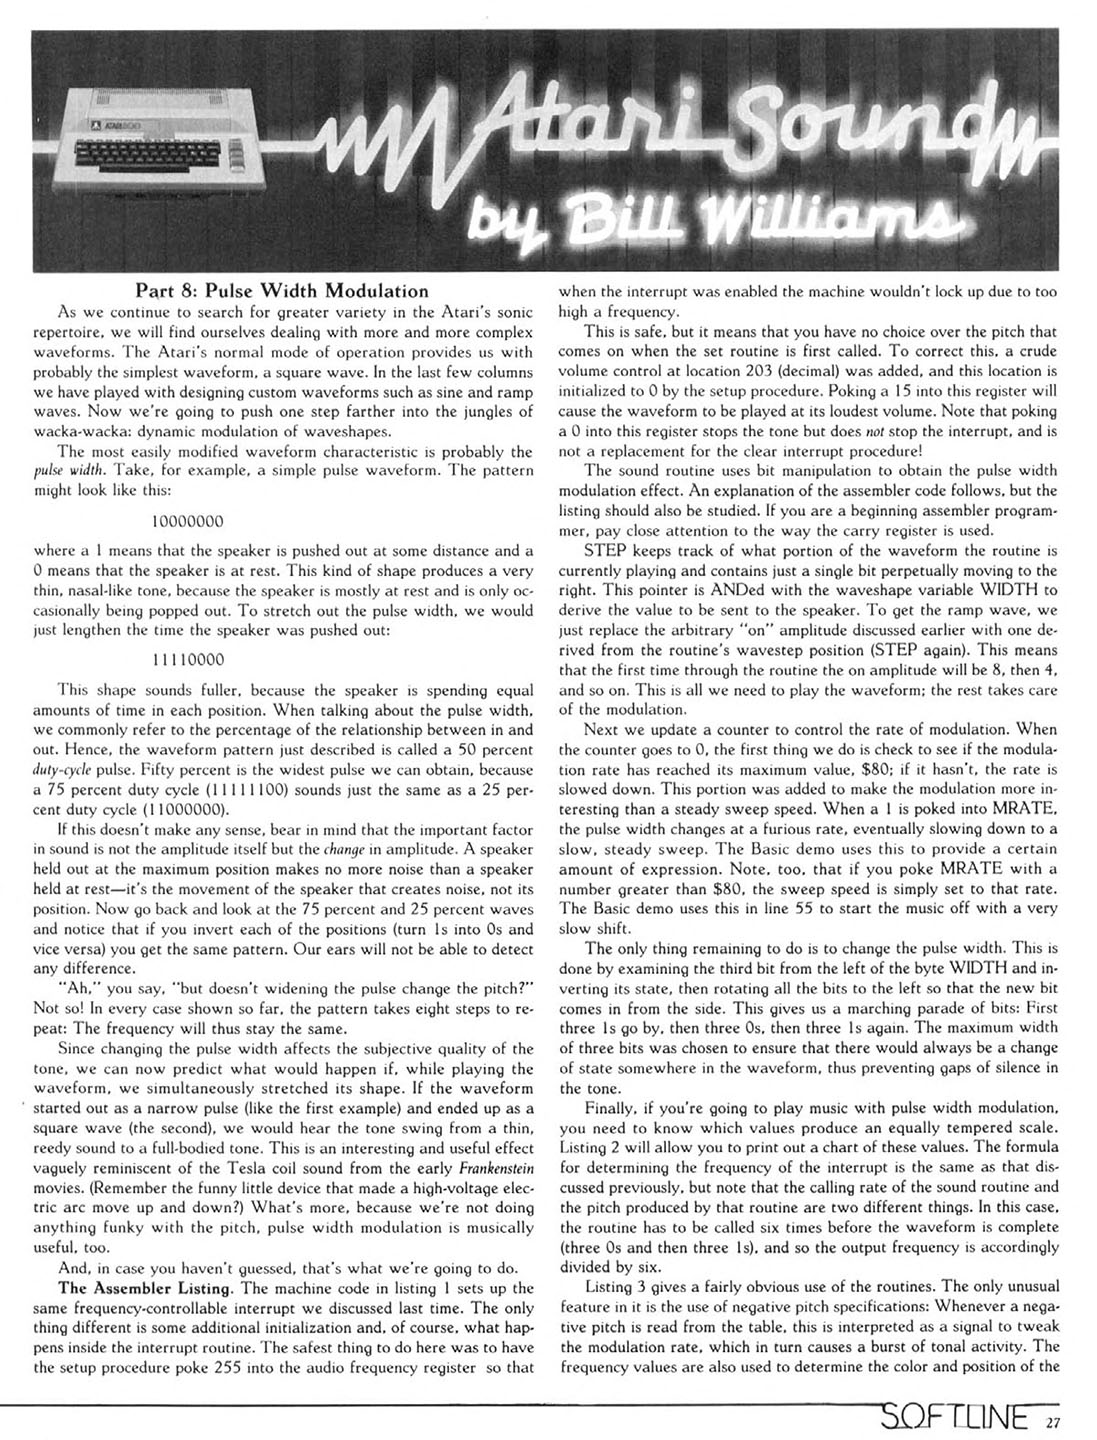 ATARI 800
Atari Sound
by Bill Williams
Part 8: Pulse Width Modulation
As we continue to search for greater variety in the Atari's sonic
repertoire, we will find ourselves dealing with more and more complex
waveforms. The Atari's normal mode of operation provides us with
probably the simplest waveform, a square wave. In the last few columns
we have played with designing custom waveforms such as sine and ramp
waves. Now we're going to push one step farther into the jungles of
wacka-wacka: dynamic modulation of waveshapes.
The most easily modified waveform characteristic is probably the
pulse width. Take, for example, a simple pulse waveform. The pattern
might look like this:
10000000
where a 1 means that the speaker is pushed out at some distance and a
0 means that the speaker is at rest. This kind of shape produces a very
thin, nasal-like tone, because the speaker is mostly at rest and is only oc-
casionally being popped out. To stretch out the pulse width, we would
just lengthen the time the speaker was pushed out:
11110000
This shape sounds fuller, because the speaker is spending equal
amounts of time in each position. When talking about the pulse width,
we commonly refer to the percentage of the relationship between in and
out. Hence, the waveform pattern just described is called a 50 percent
duty-cycle pulse. Fifty percent is the widest pulse we can obtain, because
a 75 percent duty cycle (11111100) sounds just the same as a 25 per-
cent duty cycle (11000000).
If this doesn't make any sense, bear in mind that the important factor
in sound is not the amplitude itself but the change in amplitude. A speaker
held out at the maximum position makes no more noise than a speaker
held at rest—it's the movement of the speaker that creates noise, not its
position. Now go back and look at the 75 percent and 25 percent waves
and notice that if you invert each of the positions (turn 1s into 0s and
vice versa) you get the same pattern. Our ears will not be able to detect
any difference.
"Ah," you say, "but doesn't widening the pulse change the pitch?"
Not so! In every case shown so far, the pattern takes eight steps to re-
peat: The frequency will thus stay the same.
Since changing the pulse width affects the subjective quality of the
tone, we can now predict what would happen if, while playing the
waveform, we simultaneously stretched its shape. If the waveform
started out as a narrow pulse (like the first example) and ended up as a
square wave (the second), we would hear the tone swing from a thin,
reedy sound to a full-bodied tone. This is an interesting and useful effect
vaguely reminiscent of the Tesla coil sound from the early Frankenstein
movies. (Remember the funny little device that made a high-voltage elec-
tric arc move up and down?) What's more, because we're not doing
anything funky with the pitch, pulse width modulation is musically
useful, too.
And, in case you haven't guessed, that's what we're going to do.
The Assembler Listing. The machine code in listing 1 sets up the
same frequency-controllable interrupt we discussed last time. The only
thing different is some additional initialization and, of course, what hap-
pens inside the interrupt routine. The safest thing to do here was to have
the setup procedure poke 255 into the audio frequency register so that
when the interrupt was enabled the machine wouldn't lock up due to too
high a frequency.
This is safe, but it means that you have no choice over the pitch that
comes on when the set routine is first called. To correct this, a crude
volume control at location 203 (decimal) was added, and this location is
initialized to 0 by the setup procedure. Poking a 15 into this register will
cause the waveform to be played at its loudest volume. Note that poking
a 0 into this register stops the tone but does not stop the interrupt, and is
not a replacement for the clear interrupt procedure!
The sound routine uses bit manipulation to obtain the pulse width
modulation effect. An explanation of the assembler code follows, but the
listing should also be studied. If you are a beginning assembler program-
mer, pay close attention to the way the carry register is used.
STEP keeps track of what portion of the waveform the routine is
currently playing and contains just a single bit perpetually moving to the
right. This pointer is ANDed with the waveshape variable WIDTH to
derive the value to be sent to the speaker. To get the ramp wave, we
just replace the arbitrary "on" amplitude discussed earlier with one de-
rived from the routine's wavestep position (STEP again). This means
that the first time through the routine the on amplitude will be 8, then 4,
and so on. This is all we need to play the waveform; the rest takes care
of the modulation.
Next we update a counter to control the rate of modulation. When
the counter goes to 0, the first thing we do is check to see if the modula-
tion rate has reached its maximum value, $80; if it hasn't, the rate is
slowed down. This portion was added to make the modulation more in-
teresting than a steady sweep speed. When a 1 is poked into MRATE,
the pulse width changes at a furious rate, eventually slowing down to a
slow, steady sweep. The Basic demo uses this to provide a certain
amount of expression. Note, too, that if you poke MRATE with a
number greater than $80, the sweep speed is simply set to that rate.
The Basic demo uses this in line 55 to start the music off with a very
slow shift.
The only thing remaining to do is to change the pulse width. This is
done by examining the third bit from the left of the byte WIDTH and in-
verting its state, then rotating all the bits to the left so that the new bit
comes in from the side. This gives us a marching parade of bits: First
three 1s go by, then three 0s, then three 1s again. The maximum width
of three bits was chosen to ensure that there would always be a change
of state somewhere in the waveform, thus preventing gaps of silence in
the tone.
Finally, if you're going to play music with pulse width modulation,
you need to know which values produce an equally tempered scale.
Listing 2 will allow you to print out a chart of these values. The formula
for determining the frequency of the interrupt is the same as that dis-
cussed previously, but note that the calling rate of the sound routine and
the pitch produced by that routine are two different things. In this case,
the routine has to be called six times before the waveform is complete
(three 0s and then three 1s), and so the output frequency is accordingly
divided by six.
Listing 3 gives a fairly obvious use of the routines. The only unusual
feature in it is the use of negative pitch specifications: Whenever a nega-
tive pitch is read from the table, this is interpreted as a signal to tweak
the modulation rate, which in turn causes a burst of tonal activity. The
frequency values are also used to determine the color and position of the
SOFTLINE 27